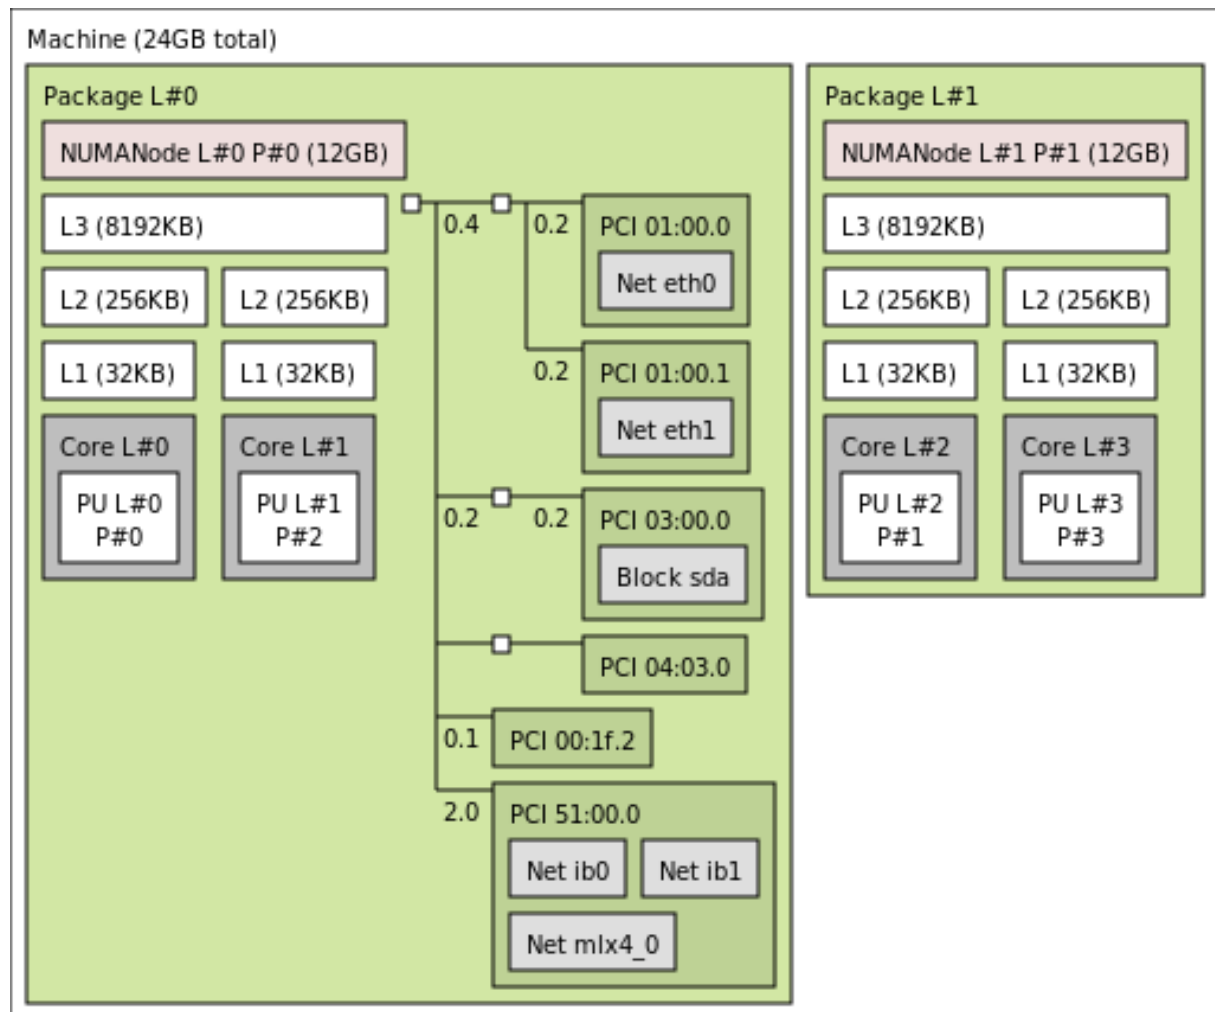 Machine (24GB total)
Package L#0
NUMANode L#0 P#0 (12GB)
L3 (8192KB)
L2 (256KB)
L2 (256KB)
L1 (32KB)
L1 (32KB)
Core L#0
PU L#0
P#0
Core L#1
PU L#1
P#2
0.4
0.2
PCI 01:00.0
Net eth0
0.2
PCI 01:00.1
Net eth1
0.2
0.2
PCI 03:00.0
Block sda
PCI 04:03.0
0.1
PCI 00:1f.2
2.0
PCI 51:00.0
Net ib0
Net ib1
Net mlx4_0
Package L#1
NUMANode L#1 P#1 (12GB)
L3 (8192KB)
L2 (256KB)
L2 (256KB)
L1 (32KB)
L1 (32KB)
Core L#2
PU L#2
P#1
Core L#3
PU L#3
P#3